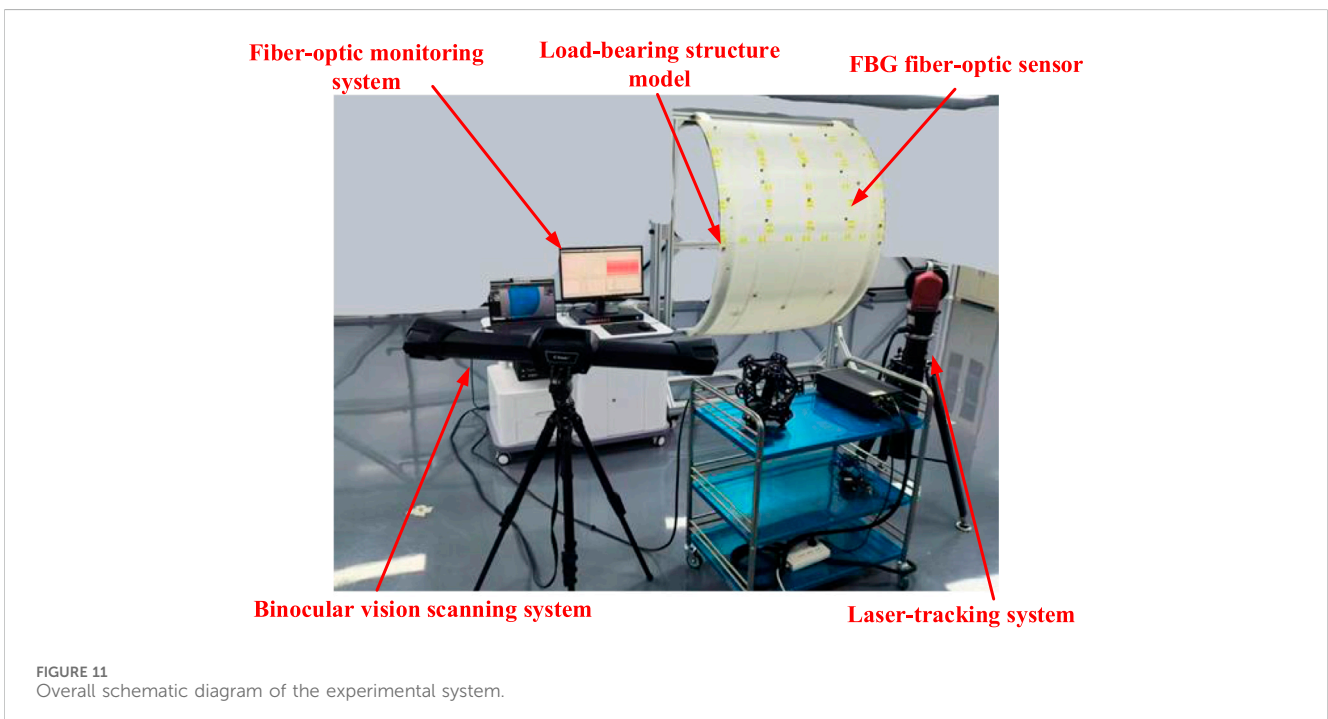 Fiber-optic monitoring
system
Load-bearing structure
model
FBG fiber-optic sensor
Binocular vision scanning system
Laser-tracking system
FIGURE 11
Overall schematic diagram of the experimental system.